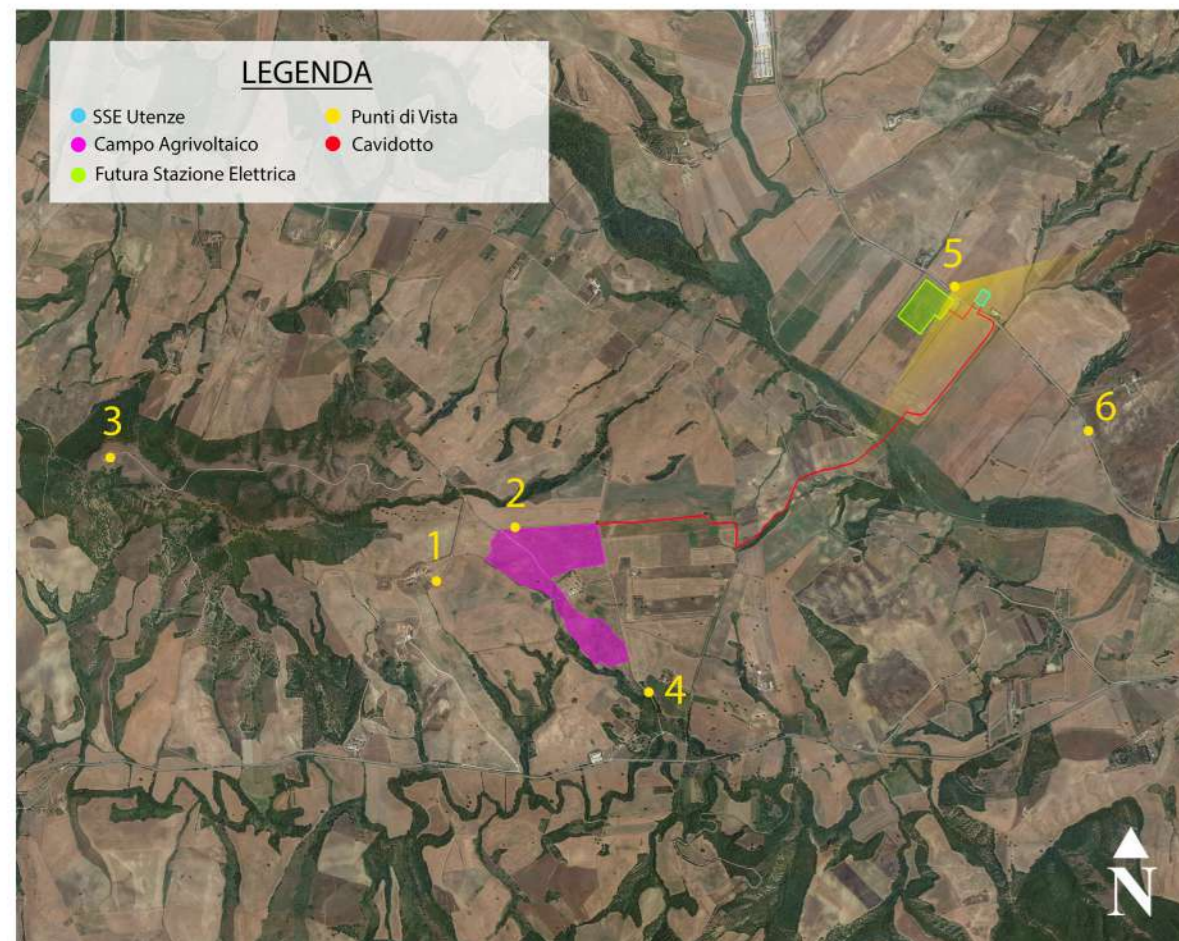 LEGENDA
SSE Utenze
Punti di Vista
Campo Agrivoltaico
Cavidotto
Futura Stazione Elettrica
5
6
3
2
1
4
N